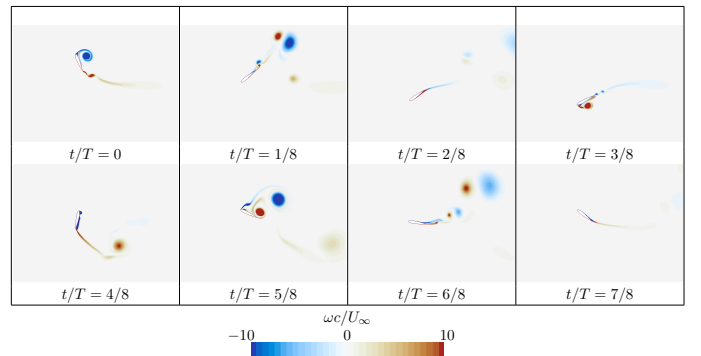 t/T = 0
t/T = 1/8
t/T = 2/8
t/T = 3/8
t/T = 4/8
t/T = 5/8
t/T = 6/8
t/T = 7/8
ωc/U∞
−10 0 10